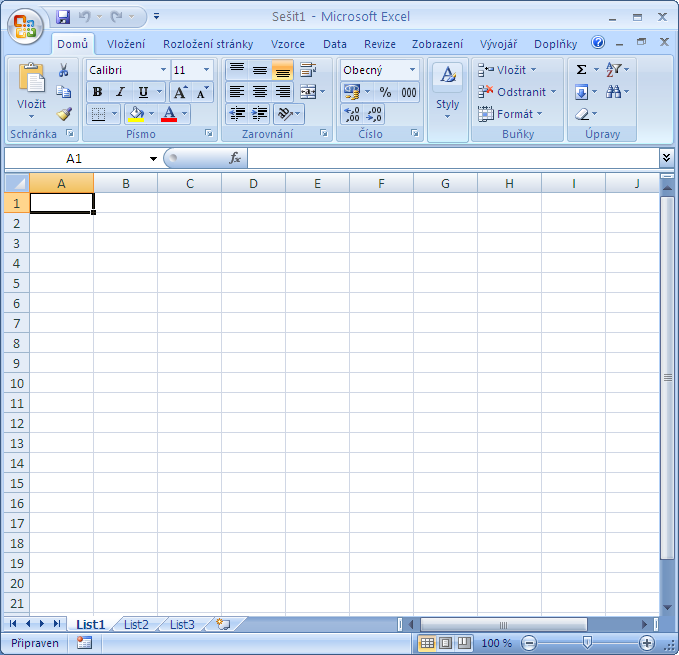 Sešit1 - Microsoft Excel
Domů Vložení Rozložení stránky Vzorce Data Revize Zobrazení Vývojář Doplňky
Vložit
Schránka
Calibri 11
B I U A A
A
Písmo
Zarovnání
Obecný
% 000
,00 ,0
Číslo
Styly
Vložit
Odstranit
Formát
Buňky
Σ
Úpravy
A1 fx
A B C D E F G H I J
1
2
3
4
5
6
7
8
9
10
11
12
13
14
15
16
17
18
19
20
21
List1 List2 List3
Připraven 100 %